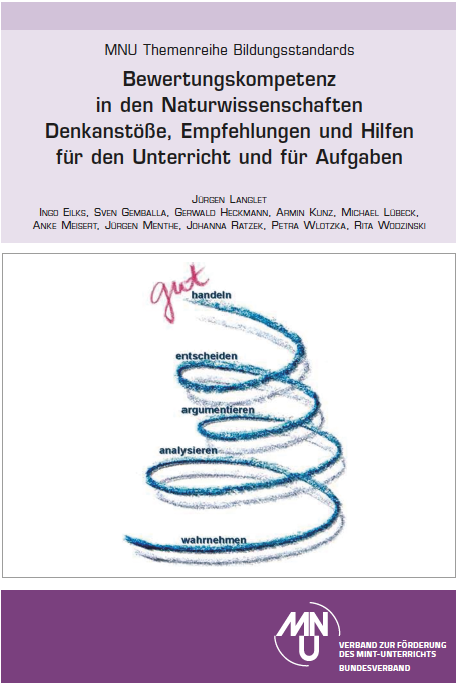 MNU Themenreihe Bildungsstandards
Bewertungskompetenz
in den Naturwissenschaften
Denkanstöße, Empfehlungen und Hilfen
für den Unterricht und für Aufgaben
Jürgen Langlet
Ingo Eilks, Sven Gemballa, Gerwald Heckmann, Armin Kunz, Michael Lübeck,
Anke Meisert, Jürgen Menthe, Johanna Ratzek, Petra Wlotzka, Rita Wodzinski
gut
handeln
entscheiden
argumentieren
analysieren
wahrnehmen
MNU
VERBAND ZUR FÖRDERUNG
DES MINT-UNTERRICHTS
BUNDESVERBAND